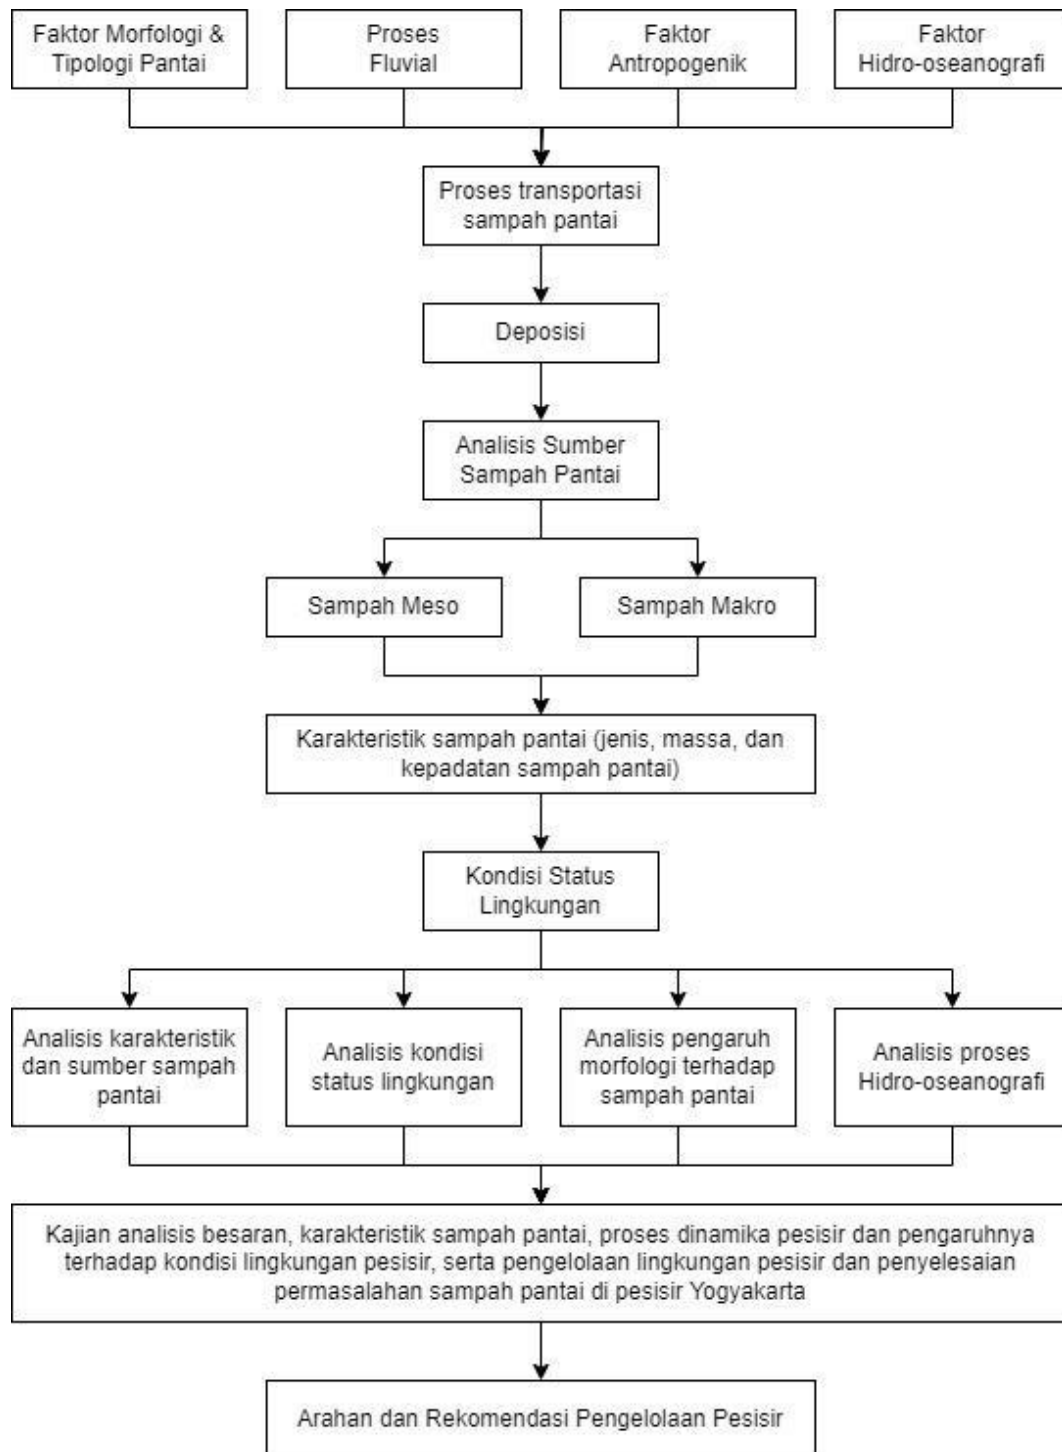 Faktor Morfologi &
Tipologi Pantai
Proses
Fluvial
Faktor
Antropogenik
Faktor
Hidro-oseanografi
Proses transportasi
sampah pantai
Deposisi
Analisis Sumber
Sampah Pantai
Sampah Meso
Sampah Makro
Karakteristik sampah pantai (jenis, massa, dan
kepadatan sampah pantai)
Kondisi Status
Lingkungan
Analisis karakteristik
dan sumber sampah
pantai
Analisis kondisi
status lingkungan
Analisis pengaruh
morfologi terhadap
sampah pantai
Analisis proses
Hidro-oseanografi
Kajian analisis besaran, karakteristik sampah pantai, proses dinamika pesisir dan pengaruhnya
terhadap kondisi lingkungan pesisir, serta pengelolaan lingkungan pesisir dan penyelesaian
permasalahan sampah pantai di pesisir Yogyakarta
Arahan dan Rekomendasi Pengelolaan Pesisir